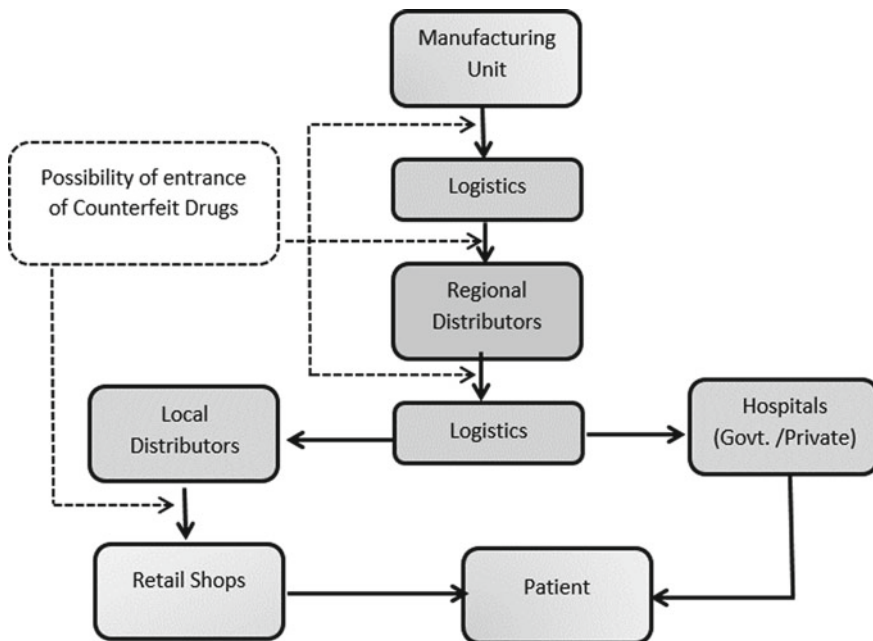 Manufacturing
Unit
Possibility of entrance
of Counterfeit Drugs
Logistics
Regional
Distributors
Local
Distributors
Logistics
Hospitals
(Govt. /Private)
Retail Shops
Patient